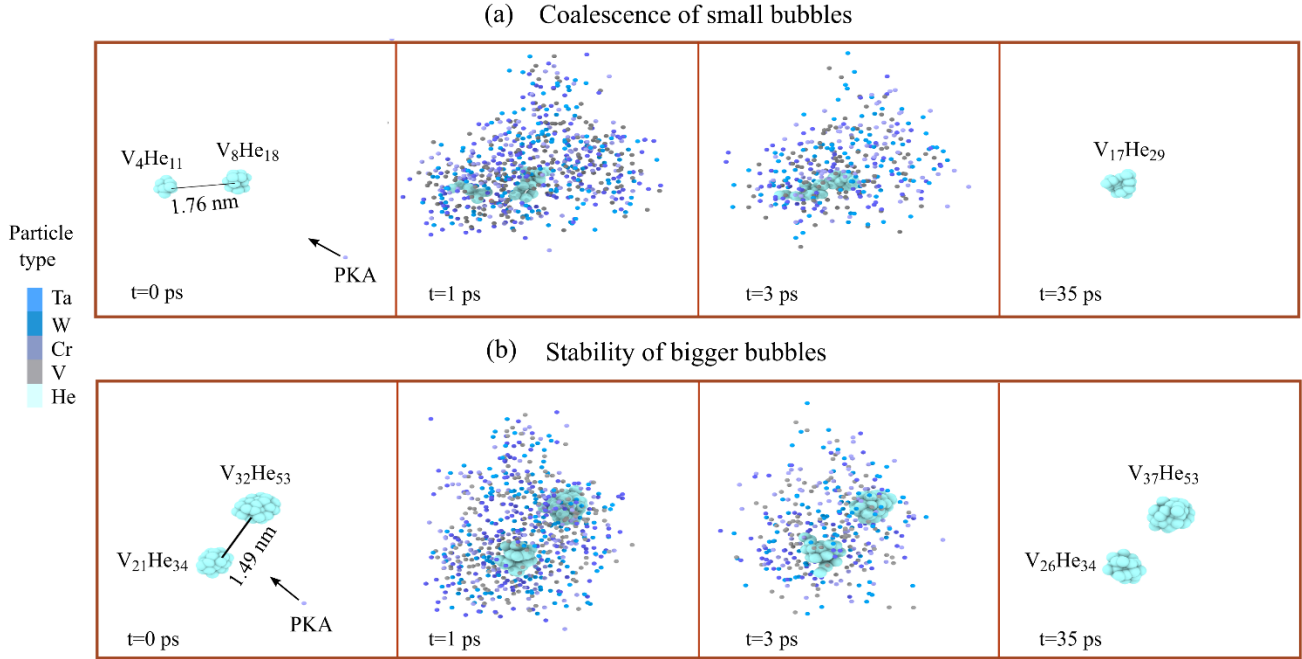 (a) Coalescence of small bubbles
V₄He₁₁
V₈He₁₈
1.76 nm
PKA
t=0 ps
t=1 ps
t=3 ps
V₁₇He₂₉
t=35 ps
Particle
type
Ta
W
Cr
V
He
(b) Stability of bigger bubbles
V₃₂He₅₃
V₂₁He₃₄
1.49 nm
PKA
t=0 ps
t=1 ps
t=3 ps
V₃₇He₅₃
V₂₆He₃₄
t=35 ps